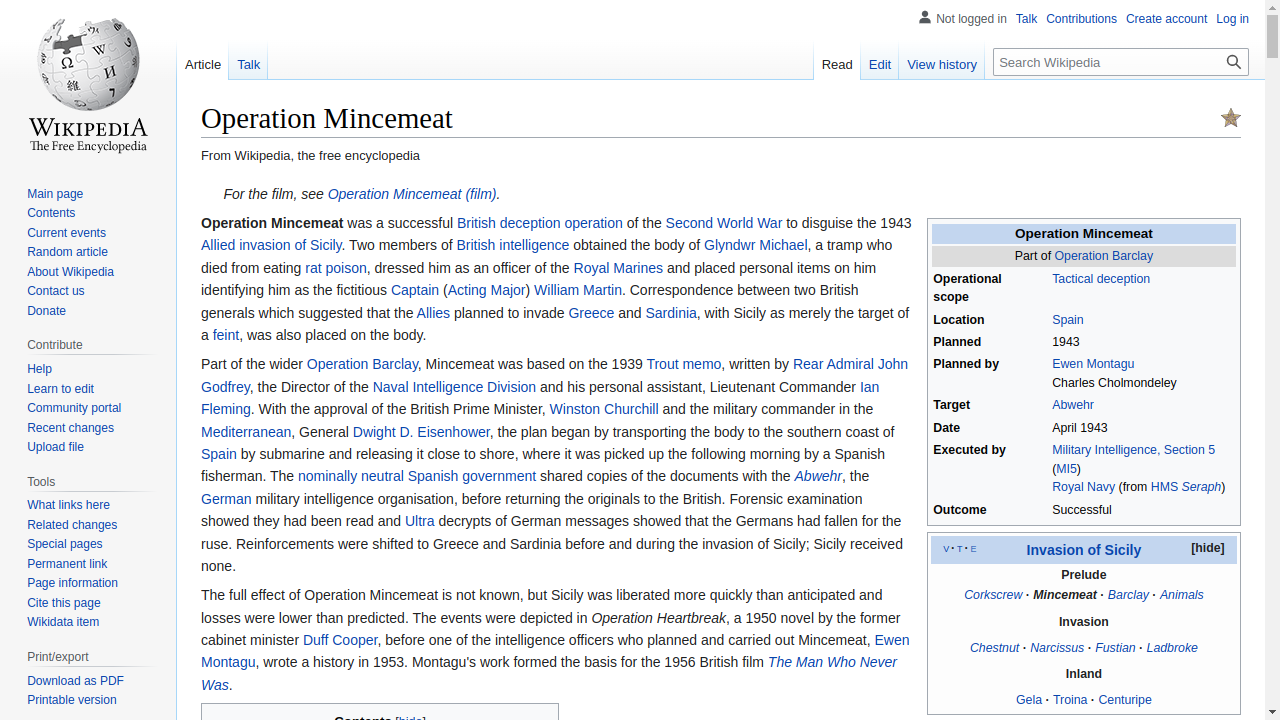 Not logged in Talk Contributions Create account Log in
Article Talk Read Edit View history Search Wikipedia
WIKIPEDIA
The Free Encyclopedia
Main page
Contents
Current events
Random article
About Wikipedia
Contact us
Donate
Contribute
Help
Learn to edit
Community portal
Recent changes
Upload file
Tools
What links here
Related changes
Special pages
Permanent link
Page information
Cite this page
Wikidata item
Print/export
Download as PDF
Printable version
Operation Mincemeat
From Wikipedia, the free encyclopedia
For the film, see Operation Mincemeat (film).
Operation Mincemeat was a successful British deception operation of the Second World War to disguise the 1943
Allied invasion of Sicily. Two members of British intelligence obtained the body of Glyndwr Michael, a tramp who
died from eating rat poison, dressed him as an officer of the Royal Marines and placed personal items on him
identifying him as the fictitious Captain (Acting Major) William Martin. Correspondence between two British
generals which suggested that the Allies planned to invade Greece and Sardinia, with Sicily as merely the target of
a feint, was also placed on the body.
Part of the wider Operation Barclay, Mincemeat was based on the 1939 Trout memo, written by Rear Admiral John
Godfrey, the Director of the Naval Intelligence Division and his personal assistant, Lieutenant Commander Ian
Fleming. With the approval of the British Prime Minister, Winston Churchill and the military commander in the
Mediterranean, General Dwight D. Eisenhower, the plan began by transporting the body to the southern coast of
Spain by submarine and releasing it close to shore, where it was picked up the following morning by a Spanish
fisherman. The nominally neutral Spanish government shared copies of the documents with the Abwehr, the
German military intelligence organisation, before returning the originals to the British. Forensic examination
showed they had been read and Ultra decrypts of German messages showed that the Germans had fallen for the
ruse. Reinforcements were shifted to Greece and Sardinia before and during the invasion of Sicily; Sicily received
none.
The full effect of Operation Mincemeat is not known, but Sicily was liberated more quickly than anticipated and
losses were lower than predicted. The events were depicted in Operation Heartbreak, a 1950 novel by the former
cabinet minister Duff Cooper, before one of the intelligence officers who planned and carried out Mincemeat, Ewen
Montagu, wrote a history in 1953. Montagu's work formed the basis for the 1956 British film The Man Who Never
Was.
Contents [hide]
Operation Mincemeat
Part of Operation Barclay
Operational scope Tactical deception
Location Spain
Planned 1943
Planned by Ewen Montagu
Charles Cholmondeley
Target Abwehr
Date April 1943
Executed by Military Intelligence, Section 5
(MI5)
Royal Navy (from HMS Seraph)
Outcome Successful
V · T · E Invasion of Sicily [hide]
Prelude
Corkscrew · Mincemeat · Barclay · Animals
Invasion
Chestnut · Narcissus · Fustian · Ladbroke
Inland
Gela · Troina · Centuripe